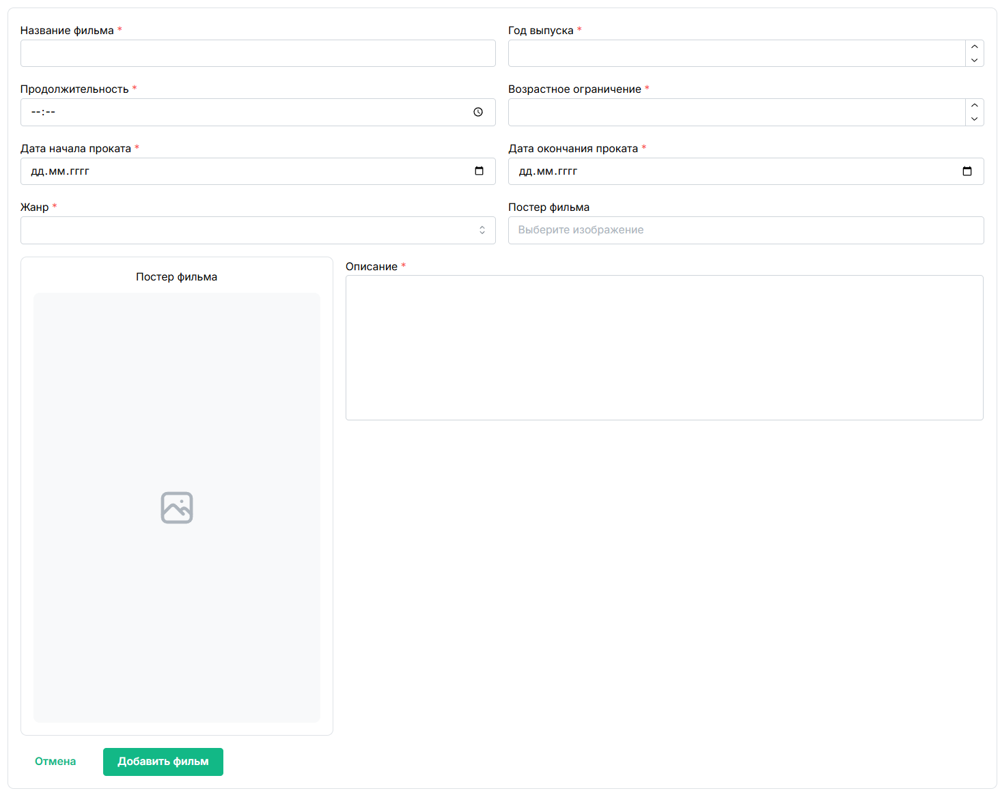 Название фильма *
Год выпуска *
Продолжительность *
Возрастное ограничение *
--:--
Дата начала проката *
Дата окончания проката *
дд.мм.гггг
дд.мм.гггг
Жанр *
Постер фильма
Выберите изображение
Постер фильма
Описание *
Отмена
Добавить фильм